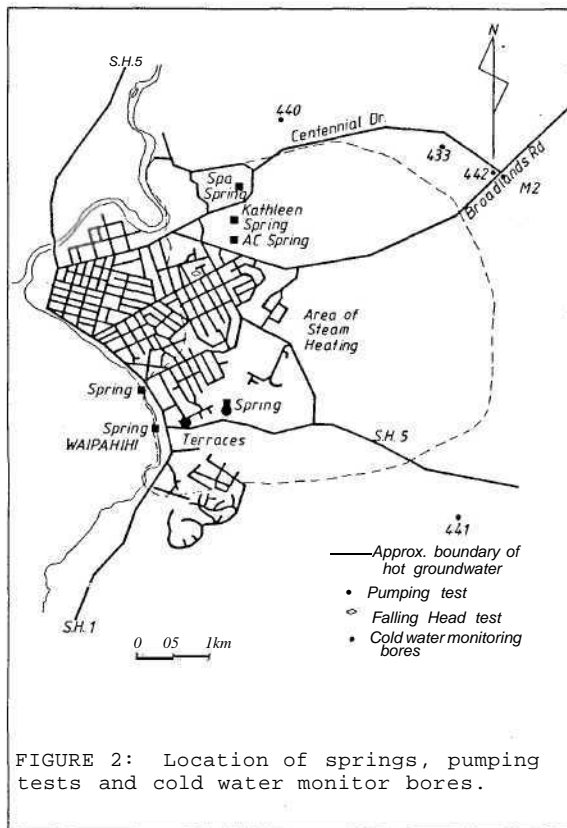 S.H.5
N
440
Centennial Dr.
433
442
Broadlands Rd
M2
Spa
Spring
Kathleen
Spring
AC Spring
Area of
Steam
Heating
Spring
Spring
Spring
WAIPAHIHI
Terraces
S.H.5
441
S.H.1
0 05 1km
Approx. boundary of
hot groundwater
Pumping test
Falling Head test
Cold water monitoring
bores
FIGURE 2: Location of springs, pumping
tests and cold water monitor bores.